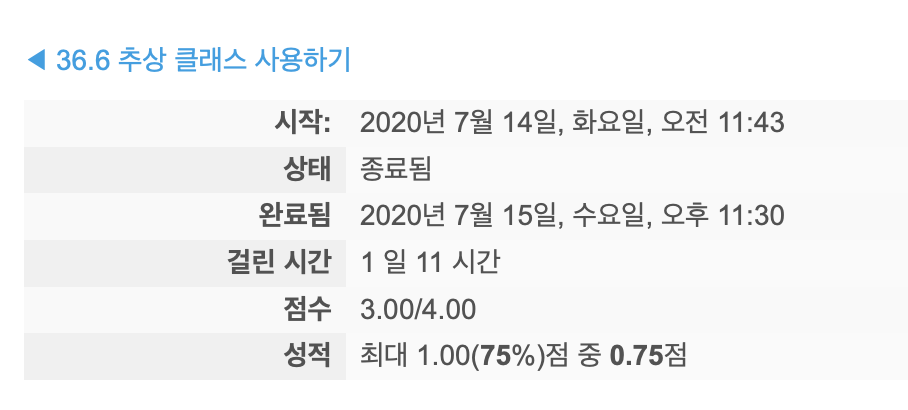 ◀ 36.6 추상 클래스 사용하기
시작: 2020년 7월 14일, 화요일, 오전 11:43
상태 종료됨
완료됨 2020년 7월 15일, 수요일, 오후 11:30
걸린 시간 1 일 11 시간
점수 3.00/4.00
성적 최대 1.00(75%)점 중 0.75점